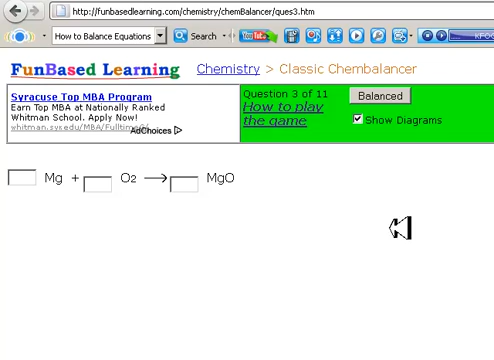 http://funbasedlearning.com/chemistry/chemBalancer/ques3.htm
How to Balance Equations Search
FunBased Learning Chemistry > Classic Chembalancer
Syracuse Top MBA Program
Earn Top MBA at Nationally Ranked
Whitman School. Apply Now!
AdChoices
Question 3 of 11
How to play
the game
Balanced
Show Diagrams
Mg + O2 → MgO